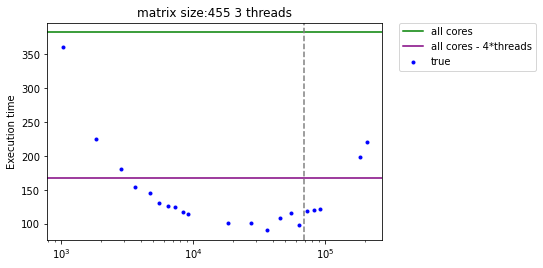 matrix size:455 3 threads
all cores
all cores - 4*threads
true
Execution time
350
300
250
200
150
100
10³
10⁴
10⁵